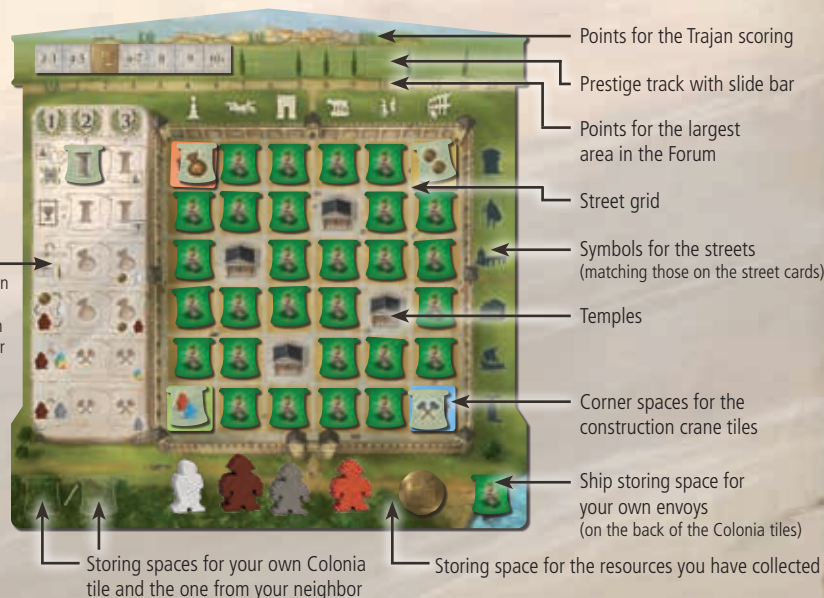 Points for the Trajan scoring
Prestige track with slide bar
Points for the largest
area in the Forum
1 2 3
Street grid
Symbols for the streets
(matching those on the street cards)
Temples
Corner spaces for the
construction crane tiles
Ship storing space for
your own envoys
(on the back of the Colonia tiles)
Storing space for the resources you have collected
Storing spaces for your own Colonia
tile and the one from your neighbor